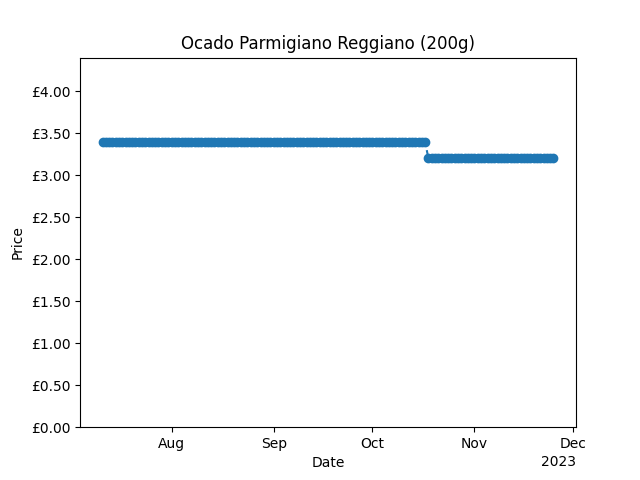 Ocado Parmigiano Reggiano (200g)
£4.00
£3.50
£3.00
£2.50
£2.00
£1.50
£1.00
£0.50
£0.00
Price
Aug Sep Oct Nov Dec
Date
2023